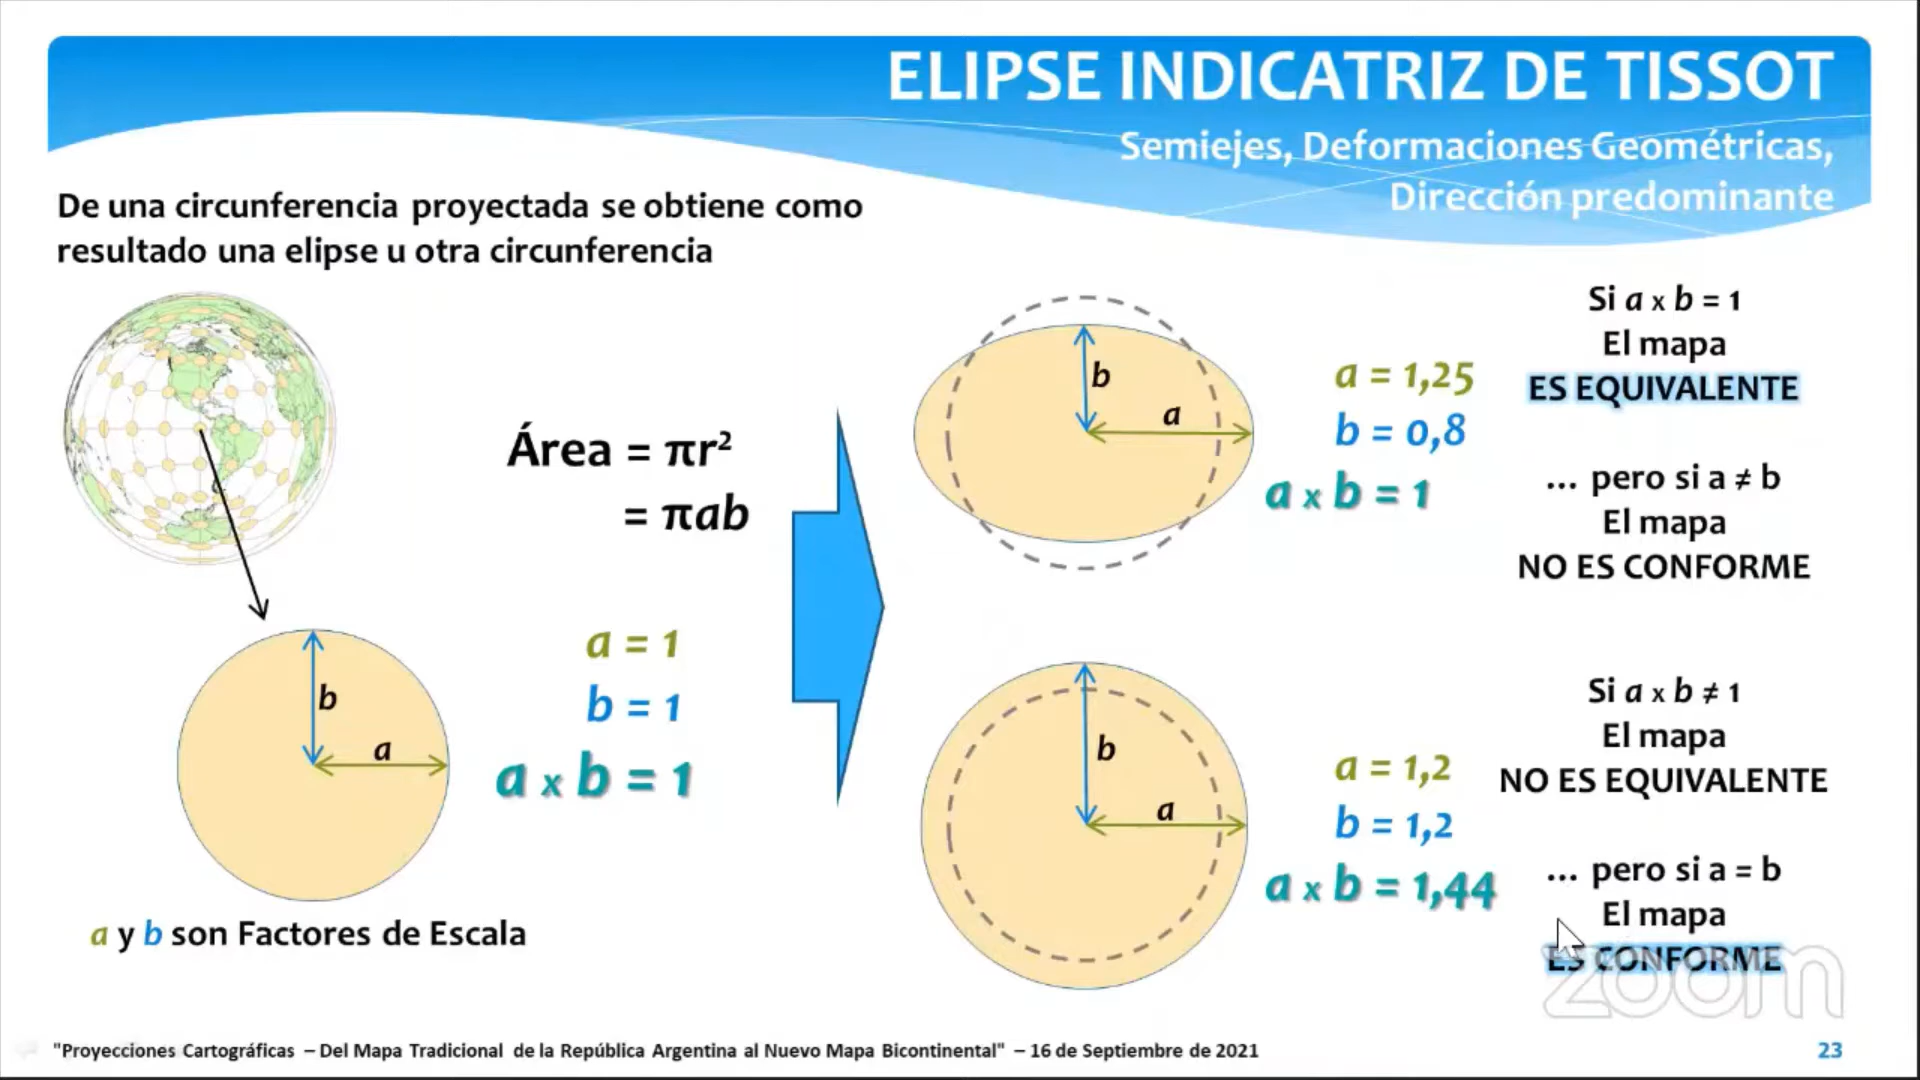 ELIPSE INDICATRIZ DE TISSOT
Semiejes, Deformaciones Geométricas,
Dirección predominante
De una circunferencia proyectada se obtiene como
resultado una elipse u otra circunferencia
Área = πr²
= πab
b
a
a = 1
b = 1
a x b = 1
a y b son Factores de Escala
b
a
a = 1,25
b = 0,8
a x b = 1
Si a x b = 1
El mapa
ES EQUIVALENTE
... pero si a ≠ b
El mapa
NO ES CONFORME
b
a
a = 1,2
b = 1,2
a x b = 1,44
Si a x b ≠ 1
El mapa
NO ES EQUIVALENTE
... pero si a = b
El mapa
ES CONFORME
zoom
"Proyecciones Cartográficas – Del Mapa Tradicional de la República Argentina al Nuevo Mapa Bicontinental" – 16 de Septiembre de 2021
23